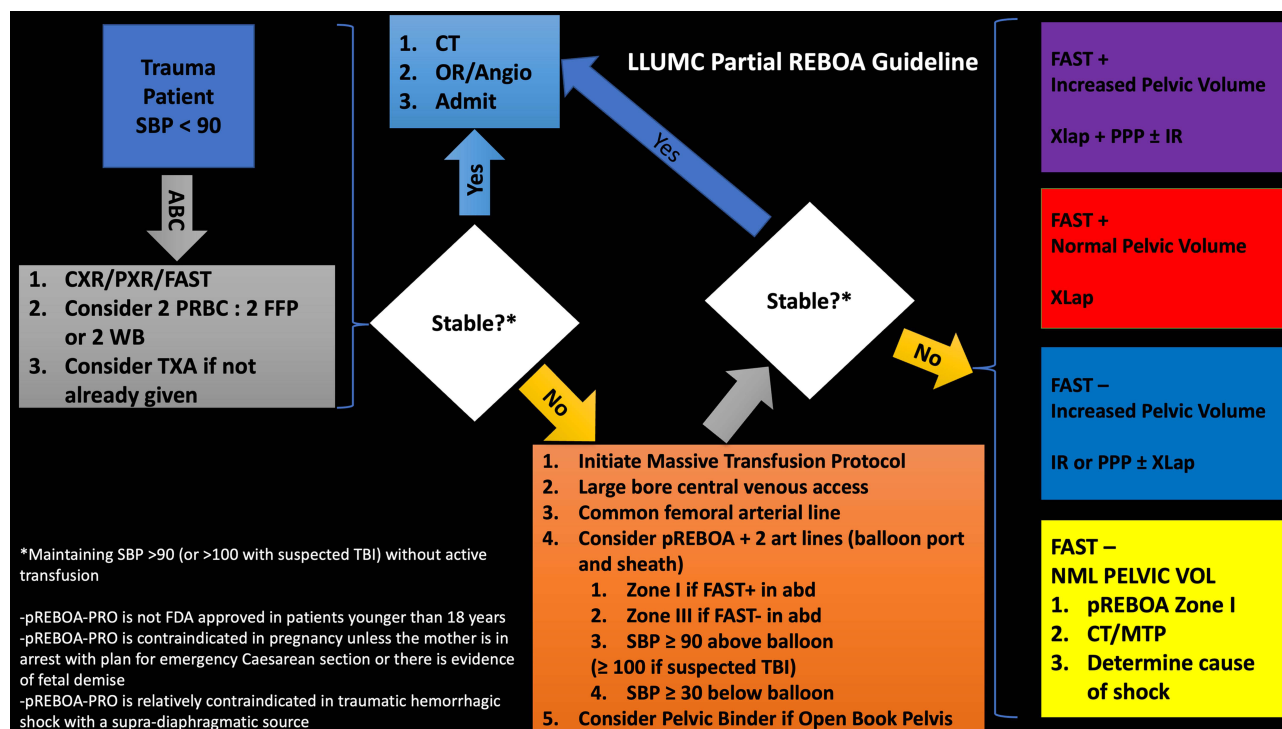 LLUMC Partial REBOA Guideline
Trauma
Patient
SBP < 90
ABC
1. CXR/PXR/FAST
2. Consider 2 PRBC : 2 FFP
or 2 WB
3. Consider TXA if not
already given
Stable?*
Yes
1. CT
2. OR/Angio
3. Admit
No
1. Initiate Massive Transfusion Protocol
2. Large bore central venous access
3. Common femoral arterial line
4. Consider pREBOA + 2 art lines (balloon port
and sheath)
1. Zone I if FAST+ in abd
2. Zone III if FAST- in abd
3. SBP ≥ 90 above balloon
(≥ 100 if suspected TBI)
4. SBP ≥ 30 below balloon
5. Consider Pelvic Binder if Open Book Pelvis
Stable?*
Yes
No
FAST +
Increased Pelvic Volume
Xlap + PPP ± IR
FAST +
Normal Pelvic Volume
XLap
FAST –
Increased Pelvic Volume
IR or PPP ± XLap
FAST –
NML PELVIC VOL
1. pREBOA Zone I
2. CT/MTP
3. Determine cause
of shock
*Maintaining SBP >90 (or >100 with suspected TBI) without active
transfusion
-pREBOA-PRO is not FDA approved in patients younger than 18 years
-pREBOA-PRO is contraindicated in pregnancy unless the mother is in
arrest with plan for emergency Caesarean section or there is evidence
of fetal demise
-pREBOA-PRO is relatively contraindicated in traumatic hemorrhagic
shock with a supra-diaphragmatic source